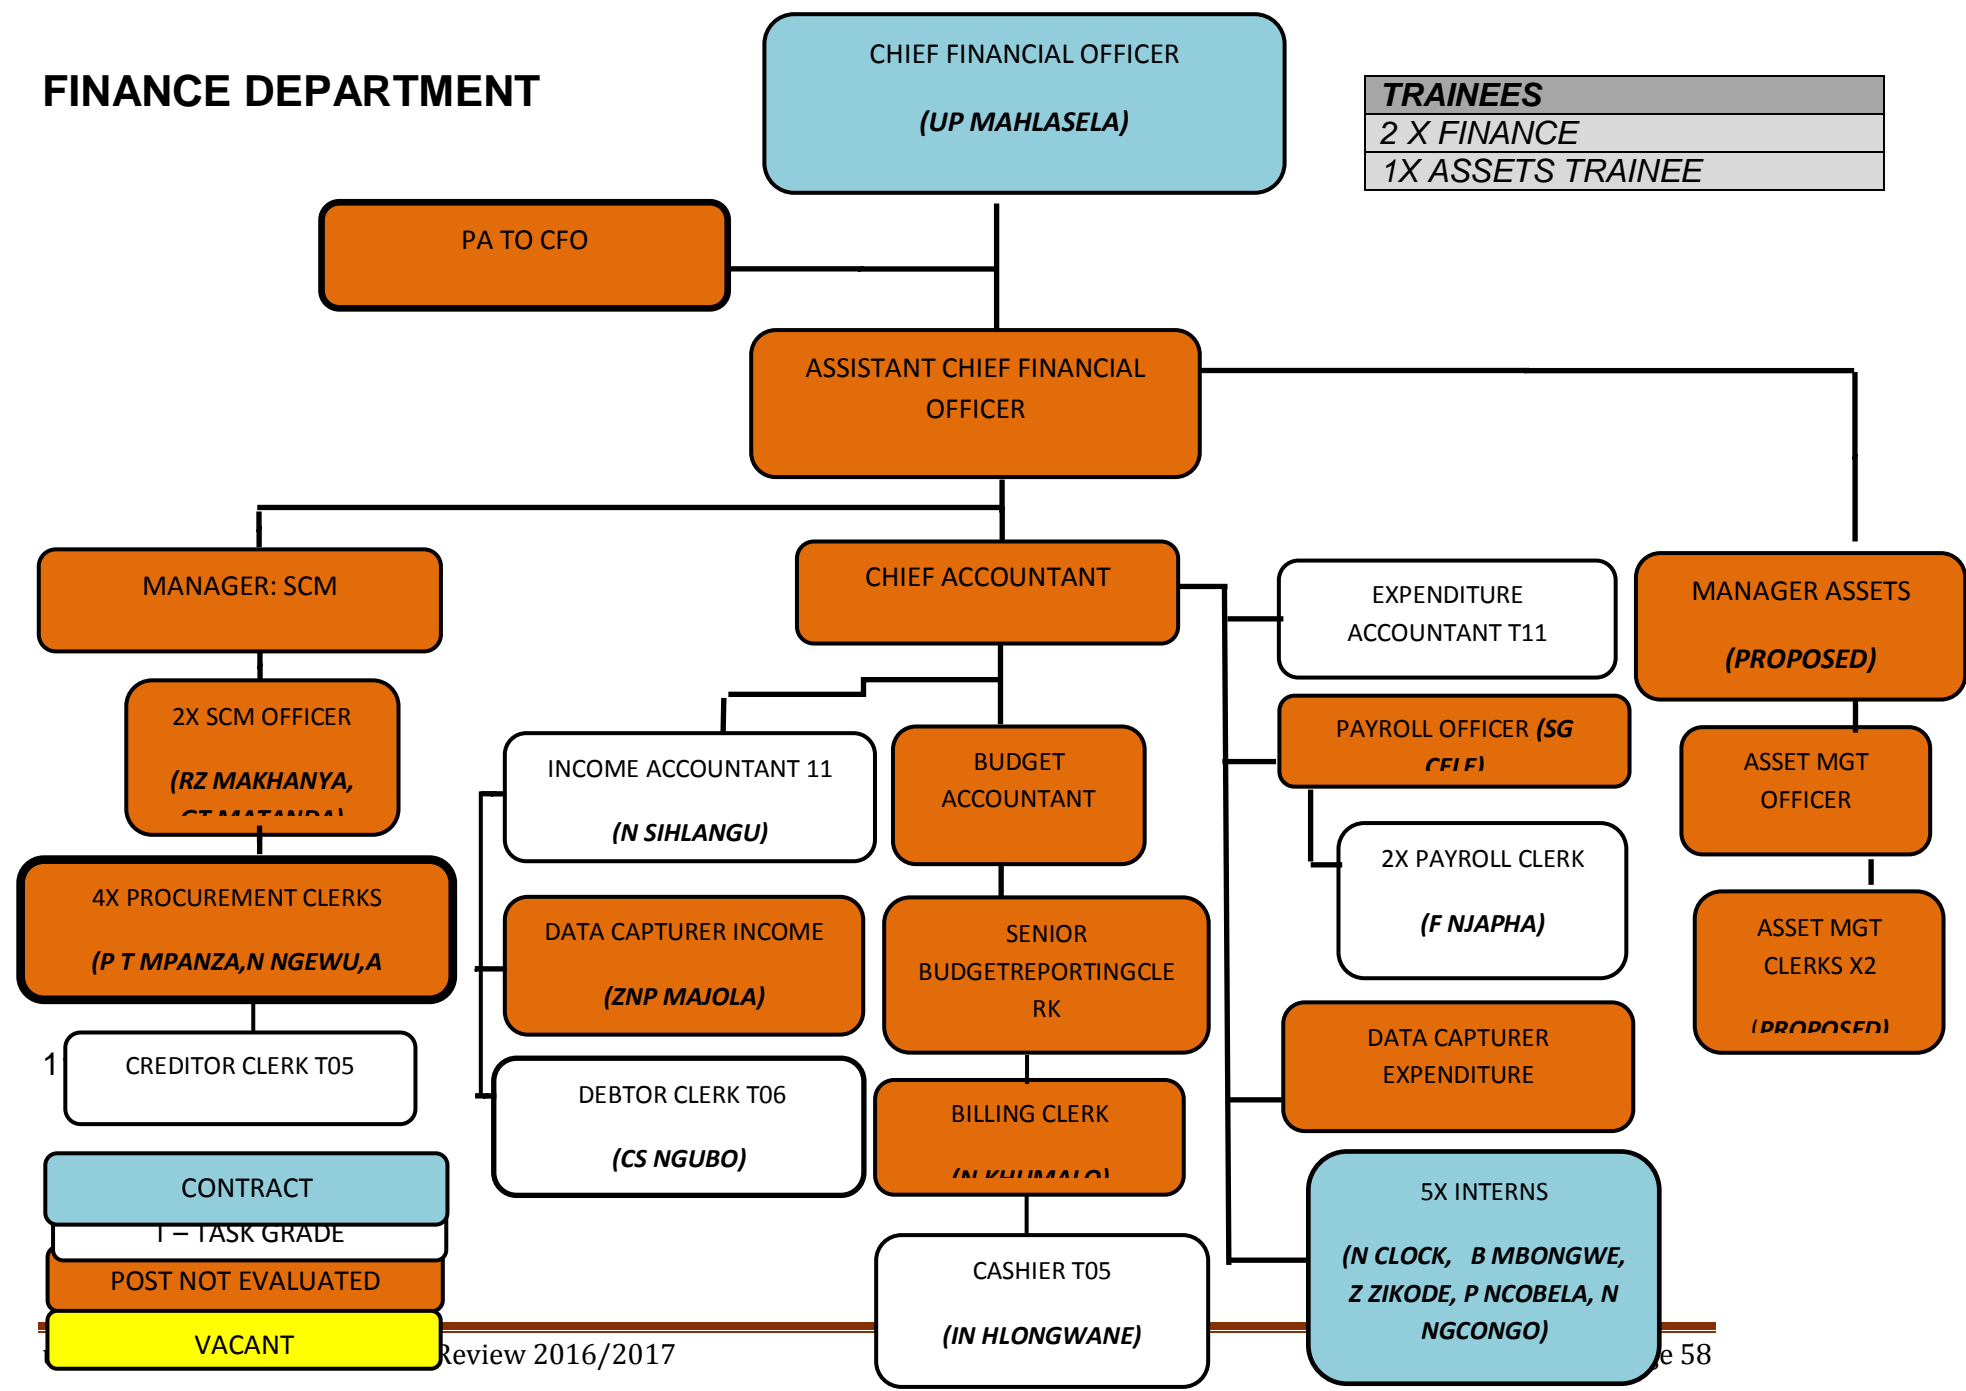 FINANCE DEPARTMENT
CHIEF FINANCIAL OFFICER
(UP MAHLASELA)
TRAINEES
2 X FINANCE
1X ASSETS TRAINEE
PA TO CFO
ASSISTANT CHIEF FINANCIAL
OFFICER
MANAGER: SCM
CHIEF ACCOUNTANT
EXPENDITURE
ACCOUNTANT T11
MANAGER ASSETS
(PROPOSED)
2X SCM OFFICER
(RZ MAKHANYA,
PAYROLL OFFICER (SG
CELE)
INCOME ACCOUNTANT 11
(N SIHLANGU)
BUDGET
ACCOUNTANT
ASSET MGT
OFFICER
2X PAYROLL CLERK
(F NJAPHA)
4X PROCUREMENT CLERKS
(P T MPANZA,N NGEWU,A
DATA CAPTURER INCOME
(ZNP MAJOLA)
SENIOR
BUDGETREPORTINGCLE
RK
ASSET MGT
CLERKS X2
(PROPOSED)
1
CREDITOR CLERK T05
DATA CAPTURER
EXPENDITURE
DEBTOR CLERK T06
(CS NGUBO)
BILLING CLERK
(N KHUMALO)
CONTRACT
T – TASK GRADE
POST NOT EVALUATED
VACANT
5X INTERNS
(N CLOCK, B MBONGWE,
Z ZIKODE, P NCOBELA, N
NGCONGO)
CASHIER T05
(IN HLONGWANE)
Review 2016/2017
58